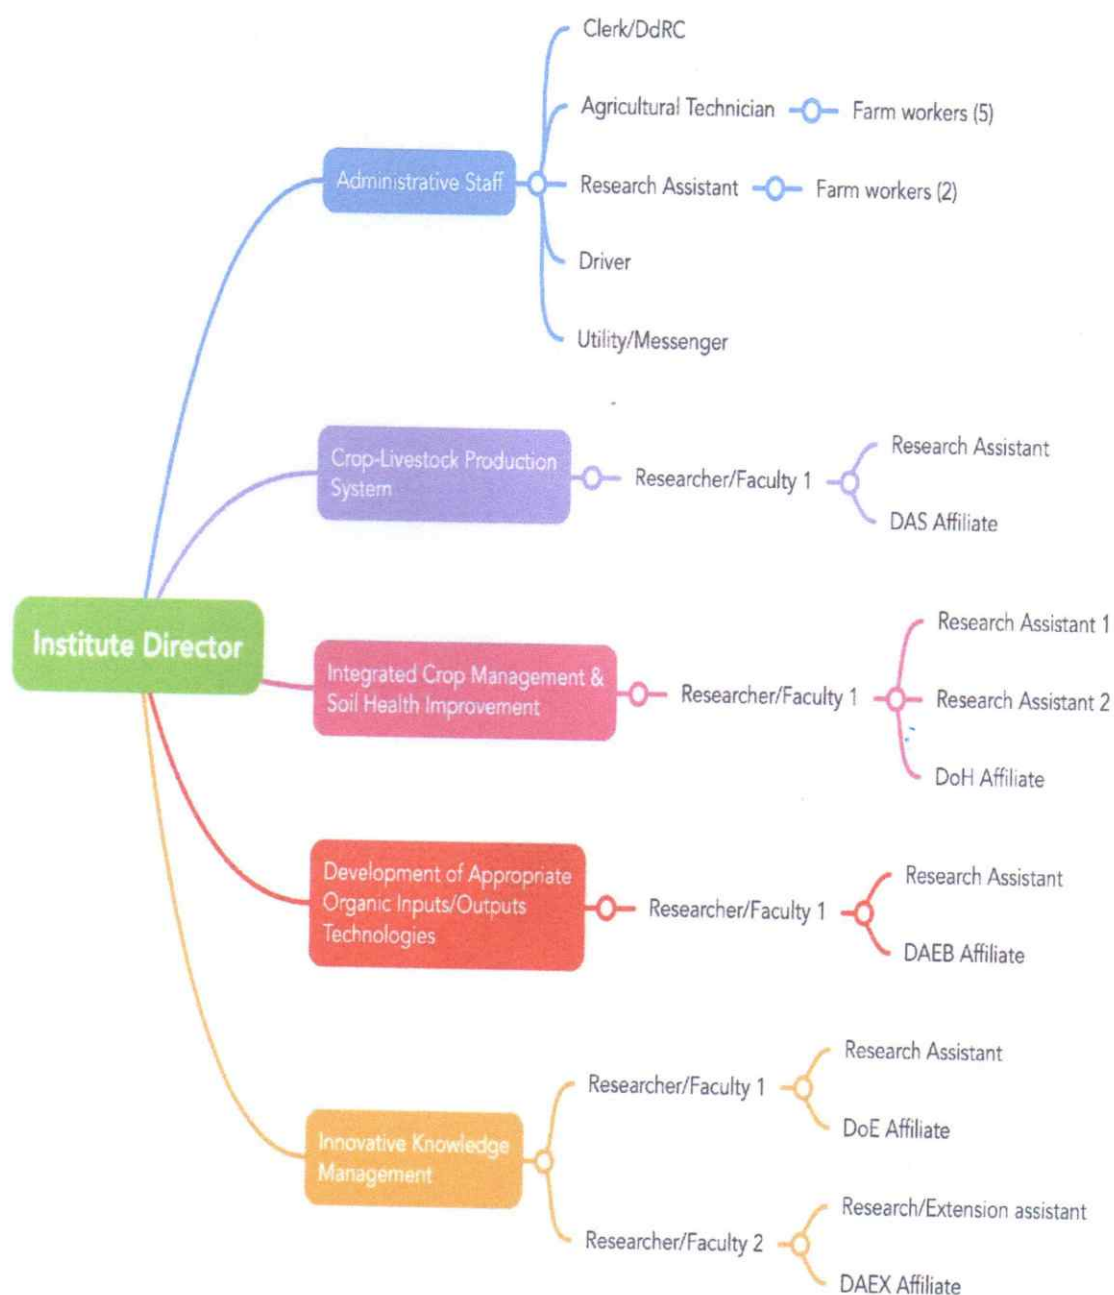 Clerk/DdRC
Agricultural Technician
Farm workers (5)
Administrative Staff
Research Assistant
Farm workers (2)
Driver
Utility/Messenger
Crop-Livestock Production
System
Researcher/Faculty 1
Research Assistant
DAS Affiliate
Institute Director
Integrated Crop Management &
Soil Health Improvement
Researcher/Faculty 1
Research Assistant 1
Research Assistant 2
DoH Affiliate
Development of Appropriate
Organic Inputs/Outputs
Technologies
Researcher/Faculty 1
Research Assistant
DAEB Affiliate
Innovative Knowledge
Management
Researcher/Faculty 1
Research Assistant
DoE Affiliate
Researcher/Faculty 2
Research/Extension assistant
DAEX Affiliate